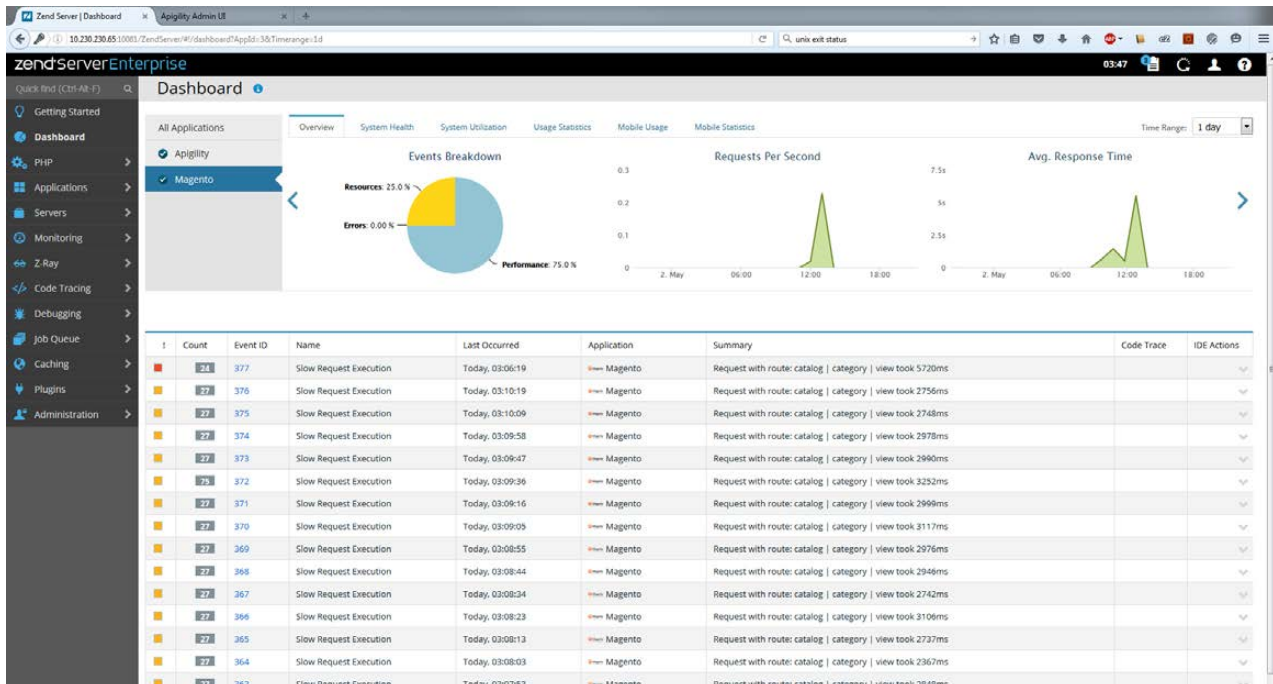 Zend Server | Dashboard × Apigility Admin UI × +
10.230.230.65:10081/ZendServer/#!/dashboard?AppId=3&Timerange=1d unix exit status
zend server Enterprise 03:47
Quick find (Ctrl-Alt-F) Dashboard
Getting Started
Dashboard
PHP
Applications
Servers
Monitoring
Z-Ray
Code Tracing
Debugging
Job Queue
Caching
Plugins
Administration
All Applications
Apigility
Magento
Overview System Health System Utilization Usage Statistics Mobile Usage Mobile Statistics Time Range: 1 day
Events Breakdown
Resources: 25.0 %
Errors: 0.00 %
Performance: 75.0 %
Requests Per Second
0.3
0.2
0.1
0
2. May 06:00 12:00 18:00
Avg. Response Time
7.5s
5s
2.5s
0
2. May 06:00 12:00 18:00
! Count Event ID Name Last Occurred Application Summary Code Trace IDE Actions
24 377 Slow Request Execution Today, 03:06:19 Magento Request with route: catalog | category | view took 5720ms
27 376 Slow Request Execution Today, 03:10:19 Magento Request with route: catalog | category | view took 2756ms
27 375 Slow Request Execution Today, 03:10:09 Magento Request with route: catalog | category | view took 2748ms
27 374 Slow Request Execution Today, 03:09:58 Magento Request with route: catalog | category | view took 2978ms
27 373 Slow Request Execution Today, 03:09:47 Magento Request with route: catalog | category | view took 2990ms
75 372 Slow Request Execution Today, 03:09:36 Magento Request with route: catalog | category | view took 3252ms
27 371 Slow Request Execution Today, 03:09:16 Magento Request with route: catalog | category | view took 2999ms
27 370 Slow Request Execution Today, 03:09:05 Magento Request with route: catalog | category | view took 3117ms
27 369 Slow Request Execution Today, 03:08:55 Magento Request with route: catalog | category | view took 2976ms
27 368 Slow Request Execution Today, 03:08:44 Magento Request with route: catalog | category | view took 2946ms
27 367 Slow Request Execution Today, 03:08:34 Magento Request with route: catalog | category | view took 2742ms
27 366 Slow Request Execution Today, 03:08:23 Magento Request with route: catalog | category | view took 3106ms
27 365 Slow Request Execution Today, 03:08:13 Magento Request with route: catalog | category | view took 2737ms
27 364 Slow Request Execution Today, 03:08:03 Magento Request with route: catalog | category | view took 2367ms